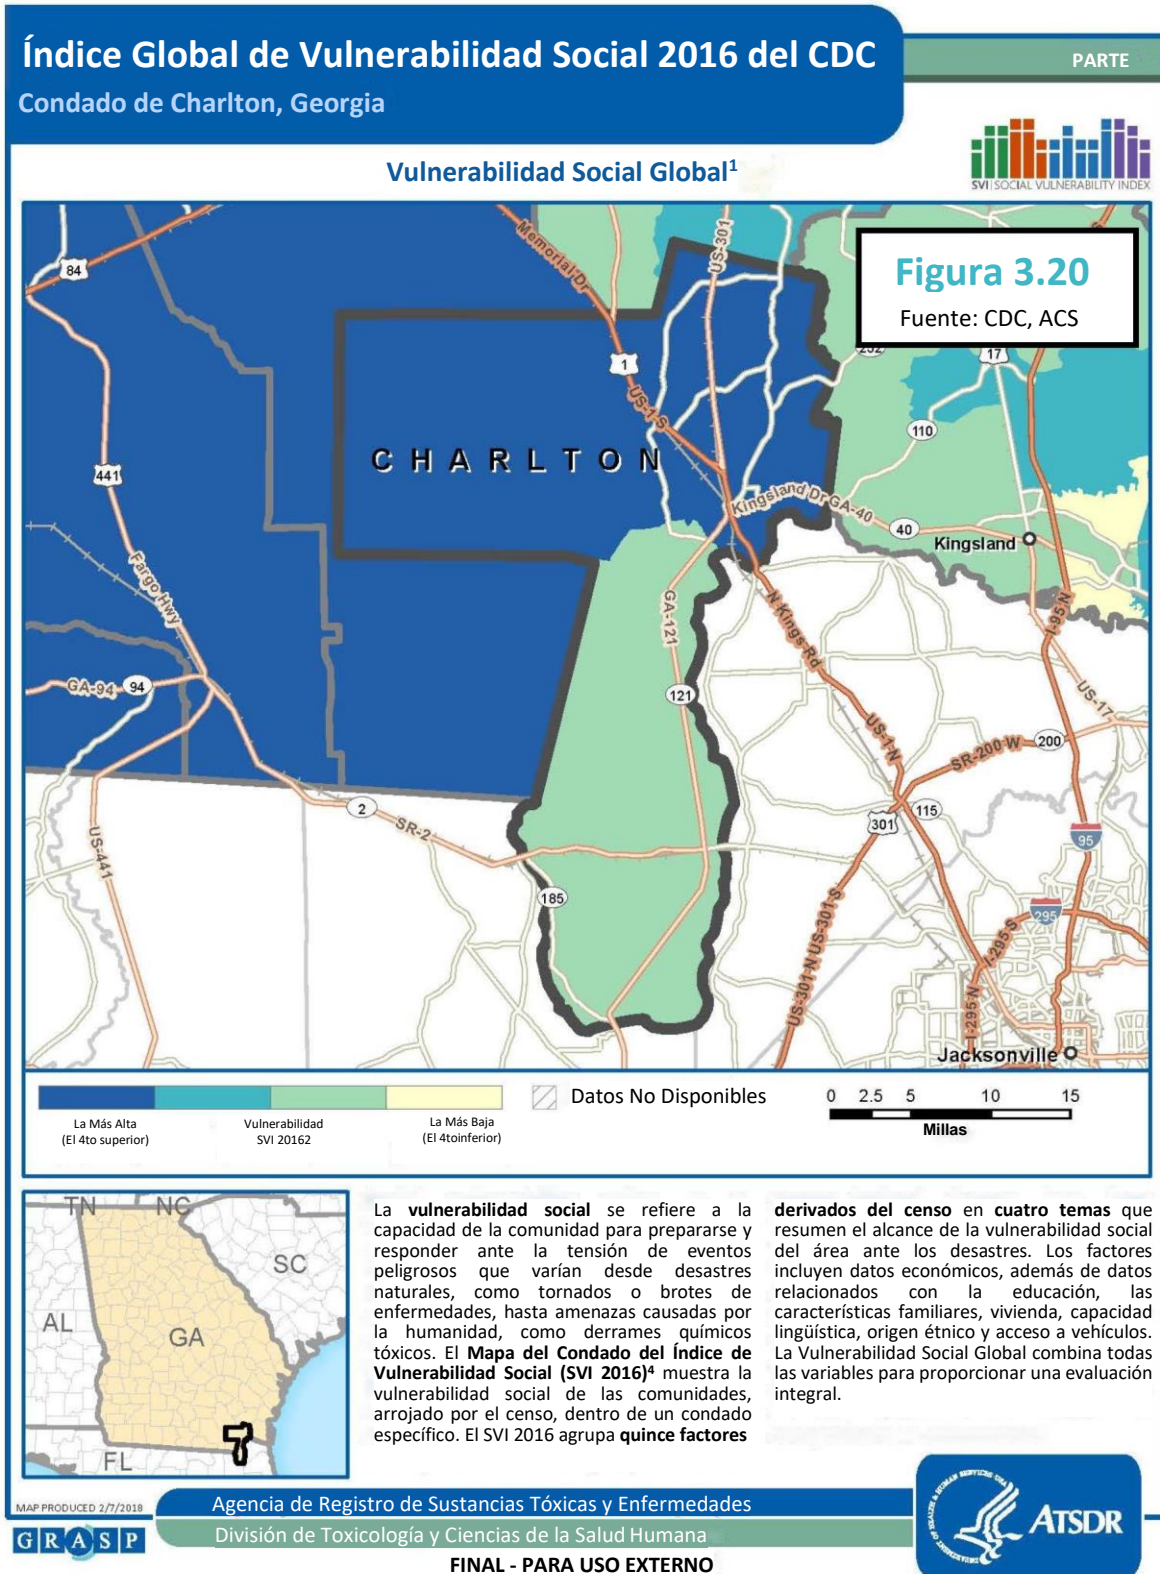 Índice Global de Vulnerabilidad Social 2016 del CDC
PARTE
Condado de Charlton, Georgia
SVI|SOCIAL VULNERABILITY INDEX
Vulnerabilidad Social Global¹
Figura 3.20
Fuente: CDC, ACS
84
Memorial Dr
US-301
1
US-1-S
17
110
CHARLTON
441
Kingsland Dr GA-40
40
Kingsland
Fargo Hwy
GA-121
N Kings Rd
I-95 N
GA-94
94
121
US-17
US-1-N
SR-200 W
200
2
SR-2
301
115
95
US-441
185
US-301 N US-301 S
295
I-295 S
I-295 N
Jacksonville
La Más Alta
(El 4to superior)
Vulnerabilidad
SVI 20162
La Más Baja
(El 4toinferior)
Datos No Disponibles
0 2.5 5 10 15
Millas
TN
NC
SC
AL
GA
FL
La vulnerabilidad social se refiere a la
capacidad de la comunidad para prepararse y
responder ante la tensión de eventos
peligrosos que varían desde desastres
naturales, como tornados o brotes de
enfermedades, hasta amenazas causadas por
la humanidad, como derrames químicos
tóxicos. El Mapa del Condado del Índice de
Vulnerabilidad Social (SVI 2016)⁴ muestra la
vulnerabilidad social de las comunidades,
arrojado por el censo, dentro de un condado
específico. El SVI 2016 agrupa quince factores
derivados del censo en cuatro temas que
resumen el alcance de la vulnerabilidad social
del área ante los desastres. Los factores
incluyen datos económicos, además de datos
relacionados con la educación, las
características familiares, vivienda, capacidad
lingüística, origen étnico y acceso a vehículos.
La Vulnerabilidad Social Global combina todas
las variables para proporcionar una evaluación
integral.
MAP PRODUCED 2/7/2018
GRASP
Agencia de Registro de Sustancias Tóxicas y Enfermedades
División de Toxicología y Ciencias de la Salud Humana
ATSDR
FINAL - PARA USO EXTERNO